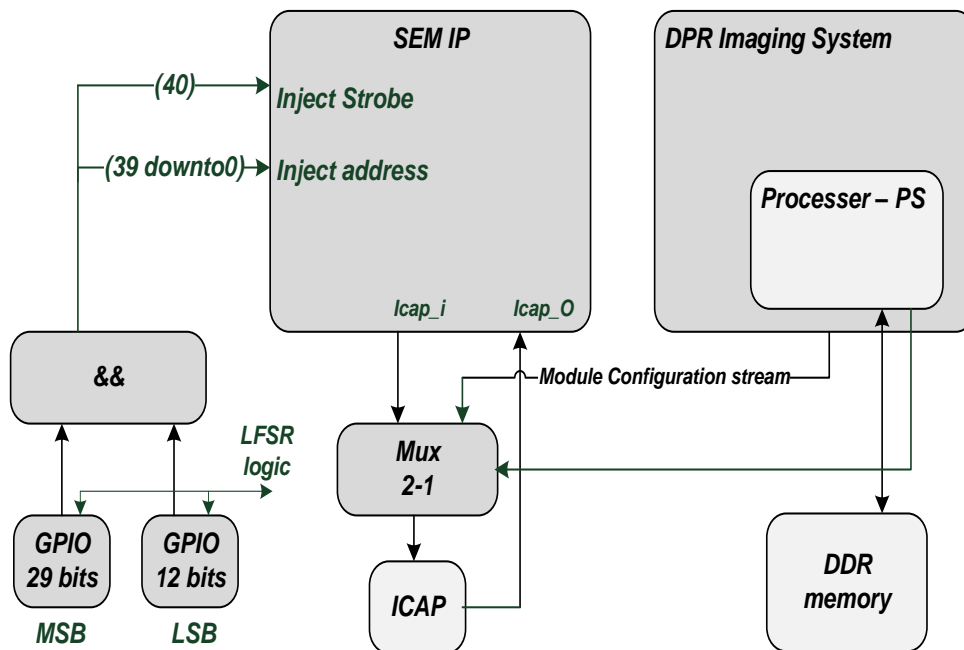 SEM IP
DPR Imaging System
(40)
Inject Strobe
(39 downto0)
Inject address
Processer – PS
Icap_i
Icap_O
&&
Module Configuration stream
LFSR
logic
Mux
2-1
GPIO
29 bits
GPIO
12 bits
ICAP
DDR
memory
MSB
LSB